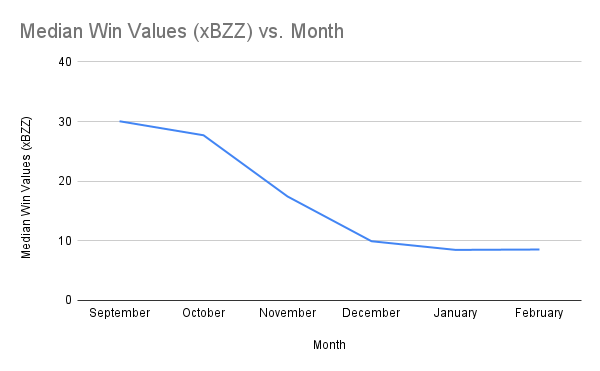 Median Win Values (xBZZ) vs. Month
Median Win Values (xBZZ)
40
30
20
10
0
September October November December January February
Month